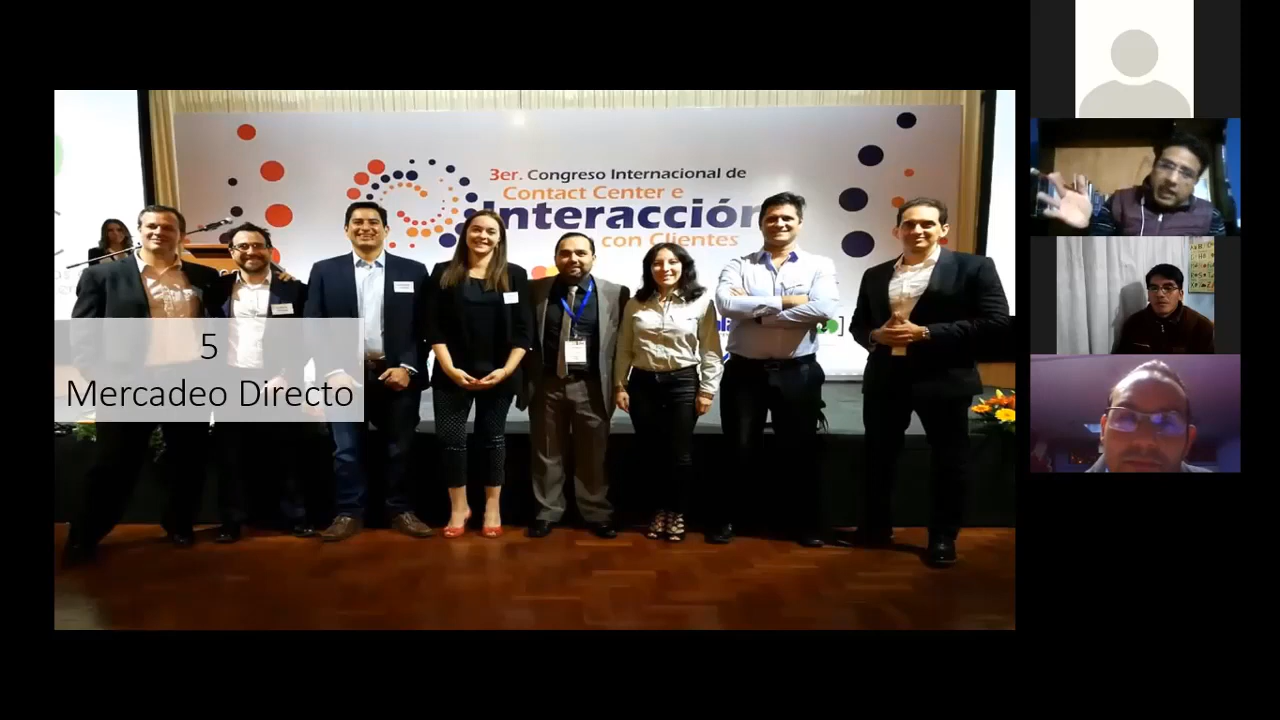 3er. Congreso Internacional de
Contact Center e
Interacción
con Clientes
5
Mercadeo Directo